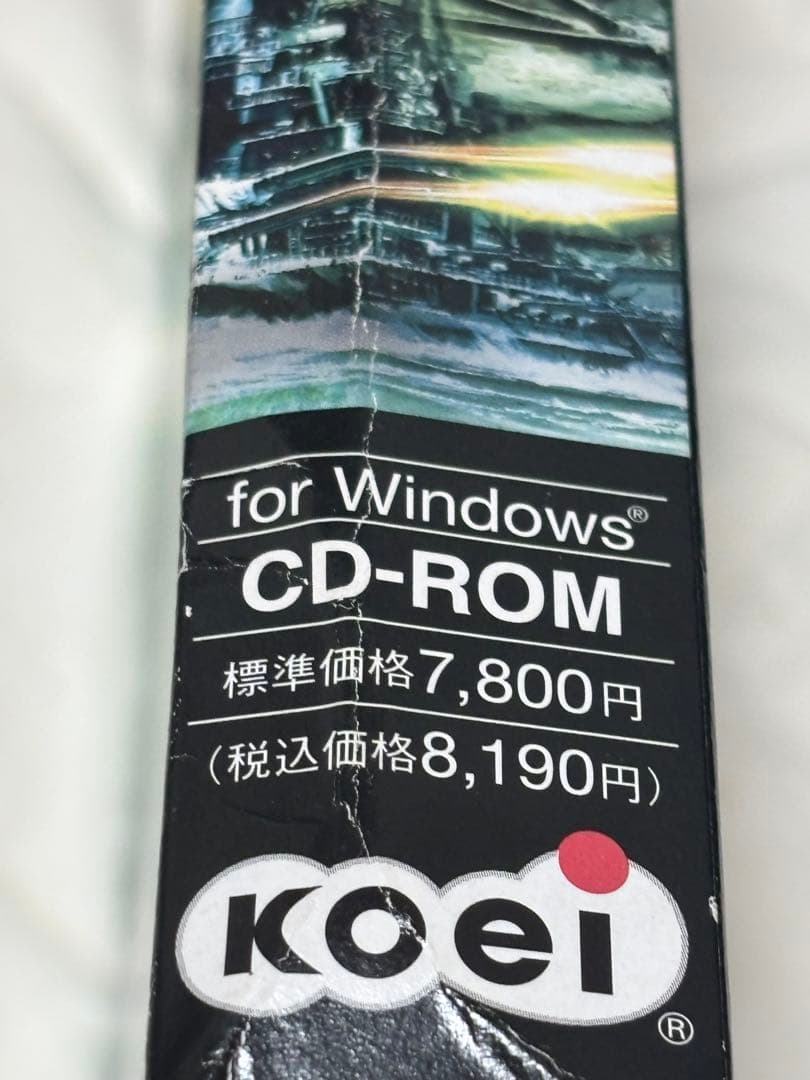 for Windows®
CD-ROM
標準価格7,800円
（税込価格8,190円）
KOEI
®